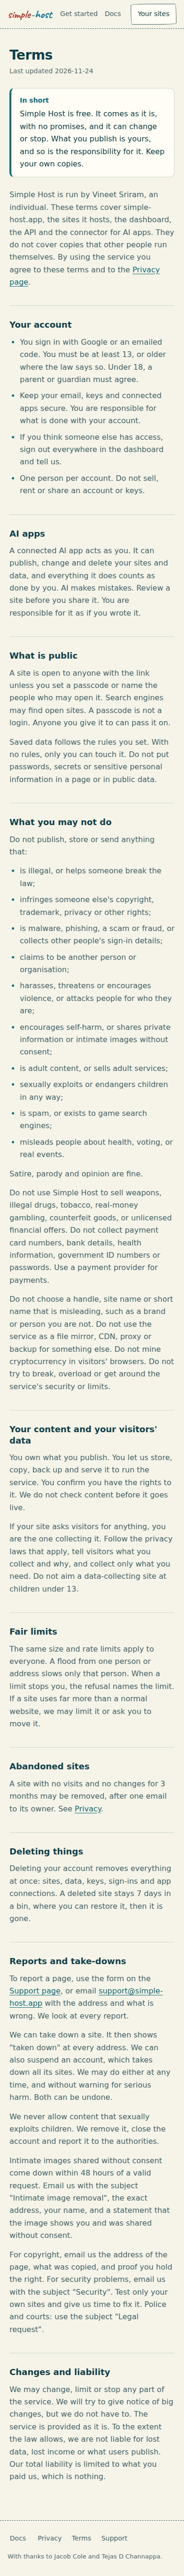 simple-host Get started Docs Your sites
Terms
Last updated 2026-11-24
In short
Simple Host is free. It comes as it is,
with no promises, and it can change
or stop. What you publish is yours,
and so is the responsibility for it. Keep
your own copies.
Simple Host is run by Vineet Sriram, an
individual. These terms cover simple-
host.app, the sites it hosts, the dashboard,
the API and the connector for AI apps. They
do not cover copies that other people run
themselves. By using the service you
agree to these terms and to the Privacy
page.
Your account
• You sign in with Google or an emailed
code. You must be at least 13, or older
where the law says so. Under 18, a
parent or guardian must agree.
• Keep your email, keys and connected
apps secure. You are responsible for
what is done with your account.
• If you think someone else has access,
sign out everywhere in the dashboard
and tell us.
• One person per account. Do not sell,
rent or share an account or keys.
AI apps
A connected AI app acts as you. It can
publish, change and delete your sites and
data, and everything it does counts as
done by you. AI makes mistakes. Review a
site before you share it. You are
responsible for it as if you wrote it.
What is public
A site is open to anyone with the link
unless you set a passcode or name the
people who may open it. Search engines
may find open sites. A passcode is not a
login. Anyone you give it to can pass it on.
Saved data follows the rules you set. With
no rules, only you can touch it. Do not put
passwords, secrets or sensitive personal
information in a page or in public data.
What you may not do
Do not publish, store or send anything
that:
• is illegal, or helps someone break the
law;
• infringes someone else's copyright,
trademark, privacy or other rights;
• is malware, phishing, a scam or fraud, or
collects other people's sign-in details;
• claims to be another person or
organisation;
• harasses, threatens or encourages
violence, or attacks people for who they
are;
• encourages self-harm, or shares private
information or intimate images without
consent;
• is adult content, or sells adult services;
• sexually exploits or endangers children
in any way;
• is spam, or exists to game search
engines;
• misleads people about health, voting, or
real events.
Satire, parody and opinion are fine.
Do not use Simple Host to sell weapons,
illegal drugs, tobacco, real-money
gambling, counterfeit goods, or unlicensed
financial offers. Do not collect payment
card numbers, bank details, health
information, government ID numbers or
passwords. Use a payment provider for
payments.
Do not choose a handle, site name or short
name that is misleading, such as a brand
or person you are not. Do not use the
service as a file mirror, CDN, proxy or
backup for something else. Do not mine
cryptocurrency in visitors' browsers. Do not
try to break, overload or get around the
service's security or limits.
Your content and your visitors'
data
You own what you publish. You let us store,
copy, back up and serve it to run the
service. You confirm you have the rights to
it. We do not check content before it goes
live.
If your site asks visitors for anything, you
are the one collecting it. Follow the privacy
laws that apply, tell visitors what you
collect and why, and collect only what you
need. Do not aim a data-collecting site at
children under 13.
Fair limits
The same size and rate limits apply to
everyone. A flood from one person or
address slows only that person. When a
limit stops you, the refusal names the limit.
If a site uses far more than a normal
website, we may limit it or ask you to
move it.
Abandoned sites
A site with no visits and no changes for 3
months may be removed, after one email
to its owner. See Privacy.
Deleting things
Deleting your account removes everything
at once: sites, data, keys, sign-ins and app
connections. A deleted site stays 7 days in
a bin, where you can restore it, then it is
gone.
Reports and take-downs
To report a page, use the form on the
Support page, or email support@simple-
host.app with the address and what is
wrong. We look at every report.
We can take down a site. It then shows
"taken down" at every address. We can
also suspend an account, which takes
down all its sites. We may do either at any
time, and without warning for serious
harm. Both can be undone.
We never allow content that sexually
exploits children. We remove it, close the
account and report it to the authorities.
Intimate images shared without consent
come down within 48 hours of a valid
request. Email us with the subject
"Intimate image removal", the exact
address, your name, and a statement that
the image shows you and was shared
without consent.
For copyright, email us the address of the
page, what was copied, and proof you hold
the right. For security problems, email us
with the subject "Security". Test only your
own sites and give us time to fix it. Police
and courts: use the subject "Legal
request".
Changes and liability
We may change, limit or stop any part of
the service. We will try to give notice of big
changes, but we do not have to. The
service is provided as it is. To the extent
the law allows, we are not liable for lost
data, lost income or what users publish.
Our total liability is limited to what you
paid us, which is nothing.
Docs Privacy Terms Support
With thanks to Jacob Cole and Tejas D Channappa.